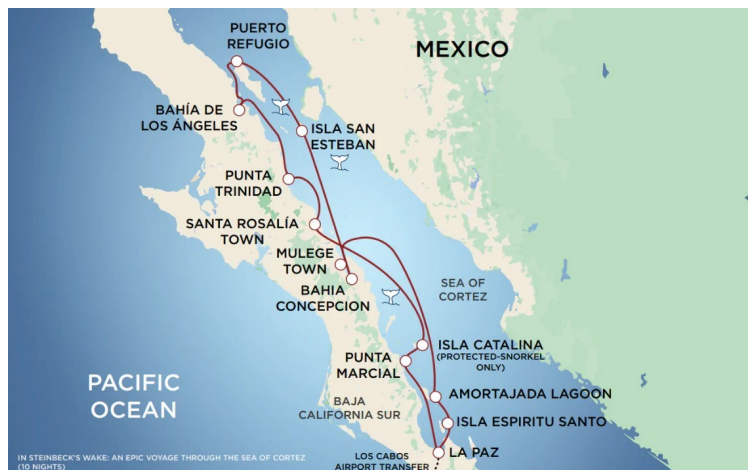 PUERTO
REFUGIO
MEXICO
BAHÍA DE
LOS ÁNGELES
ISLA SAN
ESTEBAN
PUNTA
TRINIDAD
SANTA ROSALÍA
TOWN
MULEGE
TOWN
BAHIA
CONCEPCION
SEA OF
CORTEZ
ISLA CATALINA
(PROTECTED-SNORKEL
ONLY)
PUNTA
MARCIAL
PACIFIC
OCEAN
BAJA
CALIFORNIA SUR
AMORTAJADA LAGOON
ISLA ESPIRITU SANTO
LA PAZ
LOS CABOS
AIRPORT TRANSFER
IN STEINBECK'S WAKE: AN EPIC VOYAGE THROUGH THE SEA OF CORTEZ
(10 NIGHTS)